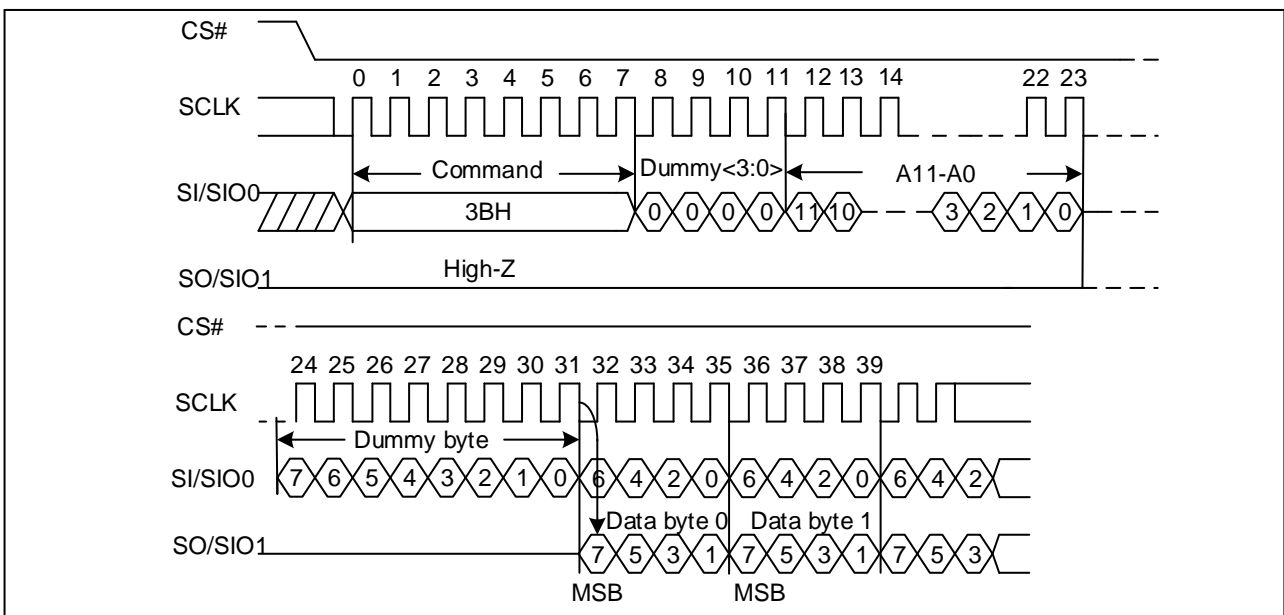 CS#
0 1 2 3 4 5 6 7 8 9 10 11 12 13 14 22 23
SCLK
Command Dummy<3:0> A11-A0
SI/SIO0 3BH 0 0 0 0 11 10 3 2 1 0
High-Z
SO/SIO1
CS#
24 25 26 27 28 29 30 31 32 33 34 35 36 37 38 39
SCLK
Dummy byte
SI/SIO0 7 6 5 4 3 2 1 0 6 4 2 0 6 4 2 0 6 4 2
Data byte 0 Data byte 1
SO/SIO1 7 5 3 1 7 5 3 1 7 5 3
MSB MSB